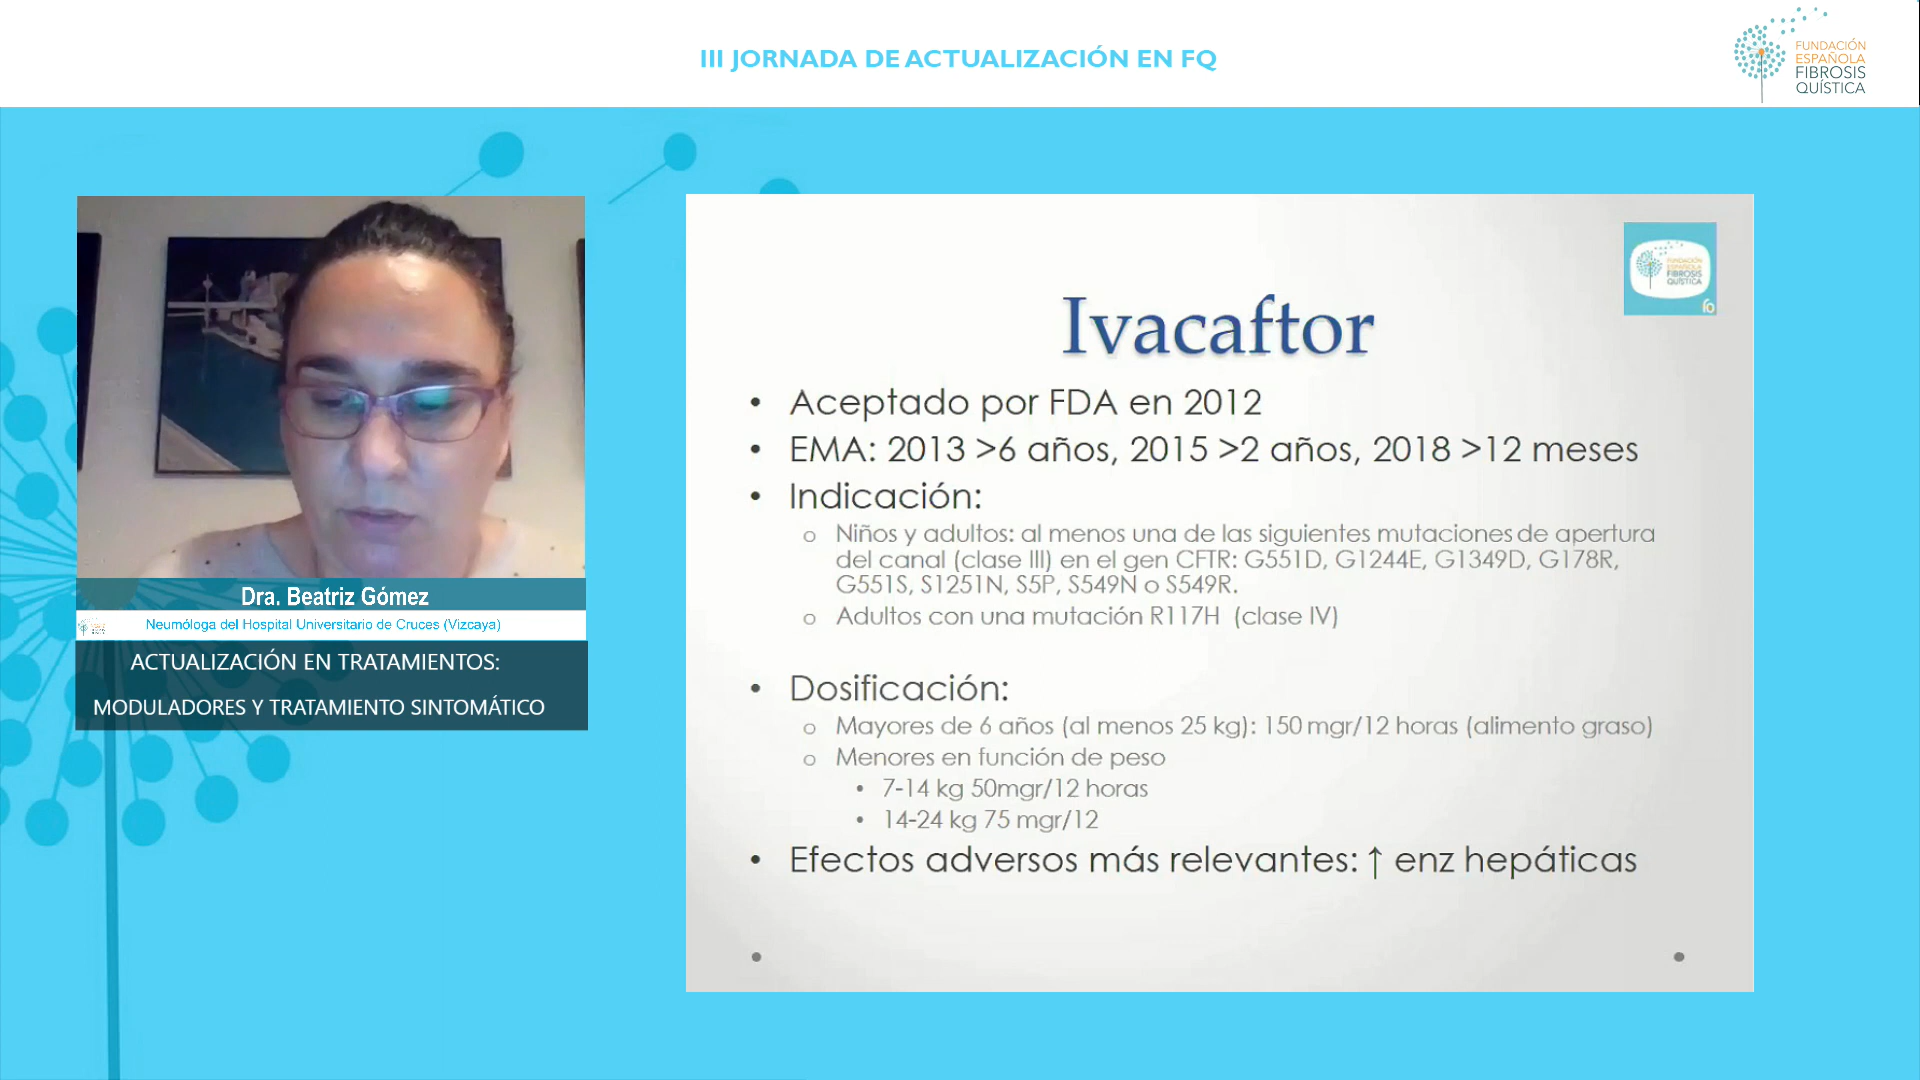 III JORNADA DE ACTUALIZACIÓN EN FQ
FUNDACIÓN
ESPAÑOLA
FIBROSIS
QUÍSTICA
Dra. Beatriz Gómez
Neumóloga del Hospital Universitario de Cruces (Vizcaya)
ACTUALIZACIÓN EN TRATAMIENTOS:
MODULADORES Y TRATAMIENTO SINTOMÁTICO
FUNDACIÓN
ESPAÑOLA
FIBROSIS
QUÍSTICA
fq
Ivacaftor
• Aceptado por FDA en 2012
• EMA: 2013 >6 años, 2015 >2 años, 2018 >12 meses
• Indicación:
o Niños y adultos: al menos una de las siguientes mutaciones de apertura
del canal (clase III) en el gen CFTR: G551D, G1244E, G1349D, G178R,
G551S, S1251N, S5P, S549N o S549R.
o Adultos con una mutación R117H (clase IV)
• Dosificación:
o Mayores de 6 años (al menos 25 kg): 150 mgr/12 horas (alimento graso)
o Menores en función de peso
• 7-14 kg 50mgr/12 horas
• 14-24 kg 75 mgr/12
• Efectos adversos más relevantes: ↑ enz hepáticas